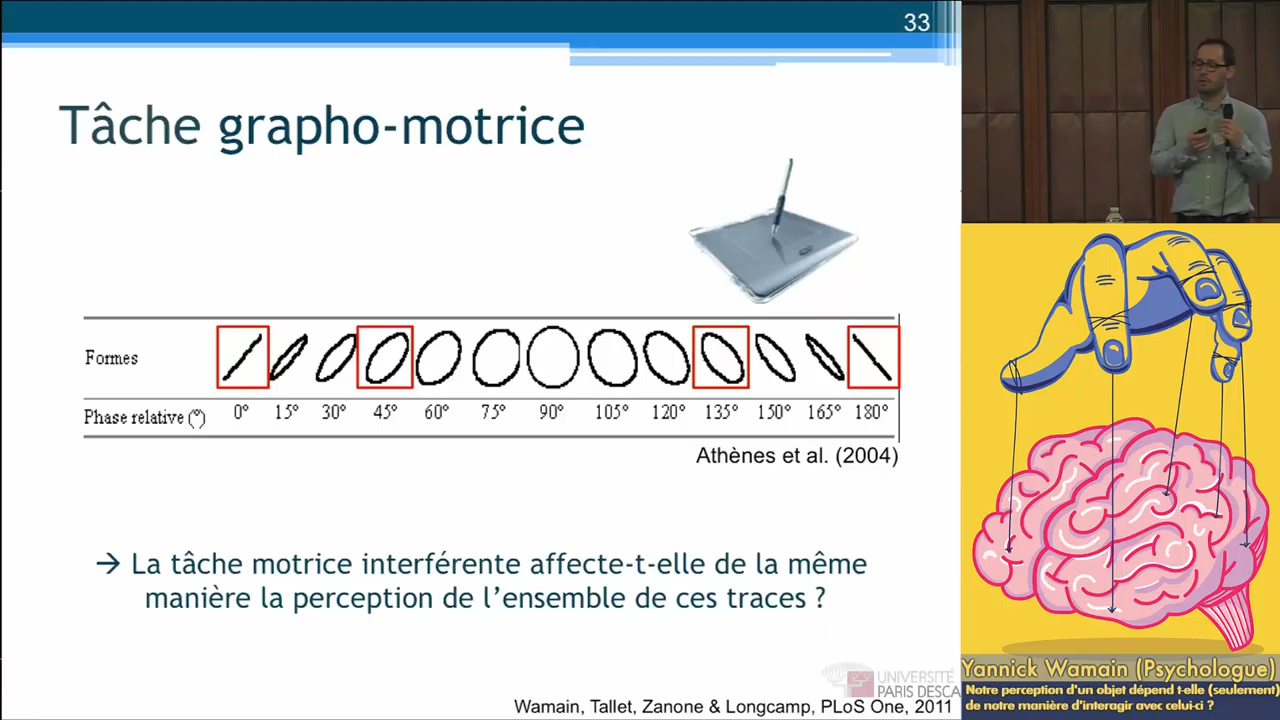 33
Tâche grapho-motrice
Formes
Phase relative (°) 0° 15° 30° 45° 60° 75° 90° 105° 120° 135° 150° 165° 180°
Athènes et al. (2004)
→ La tâche motrice interférente affecte-t-elle de la même
manière la perception de l'ensemble de ces traces ?
UNIVERSITÉ
PARIS DESCA
Wamain, Tallet, Zanone & Longcamp, PLoS One, 2011
Yannick Wamain (Psychologue)
Notre perception d'un objet dépend t-elle (seulement)
de notre manière d'interagir avec celui-ci ?